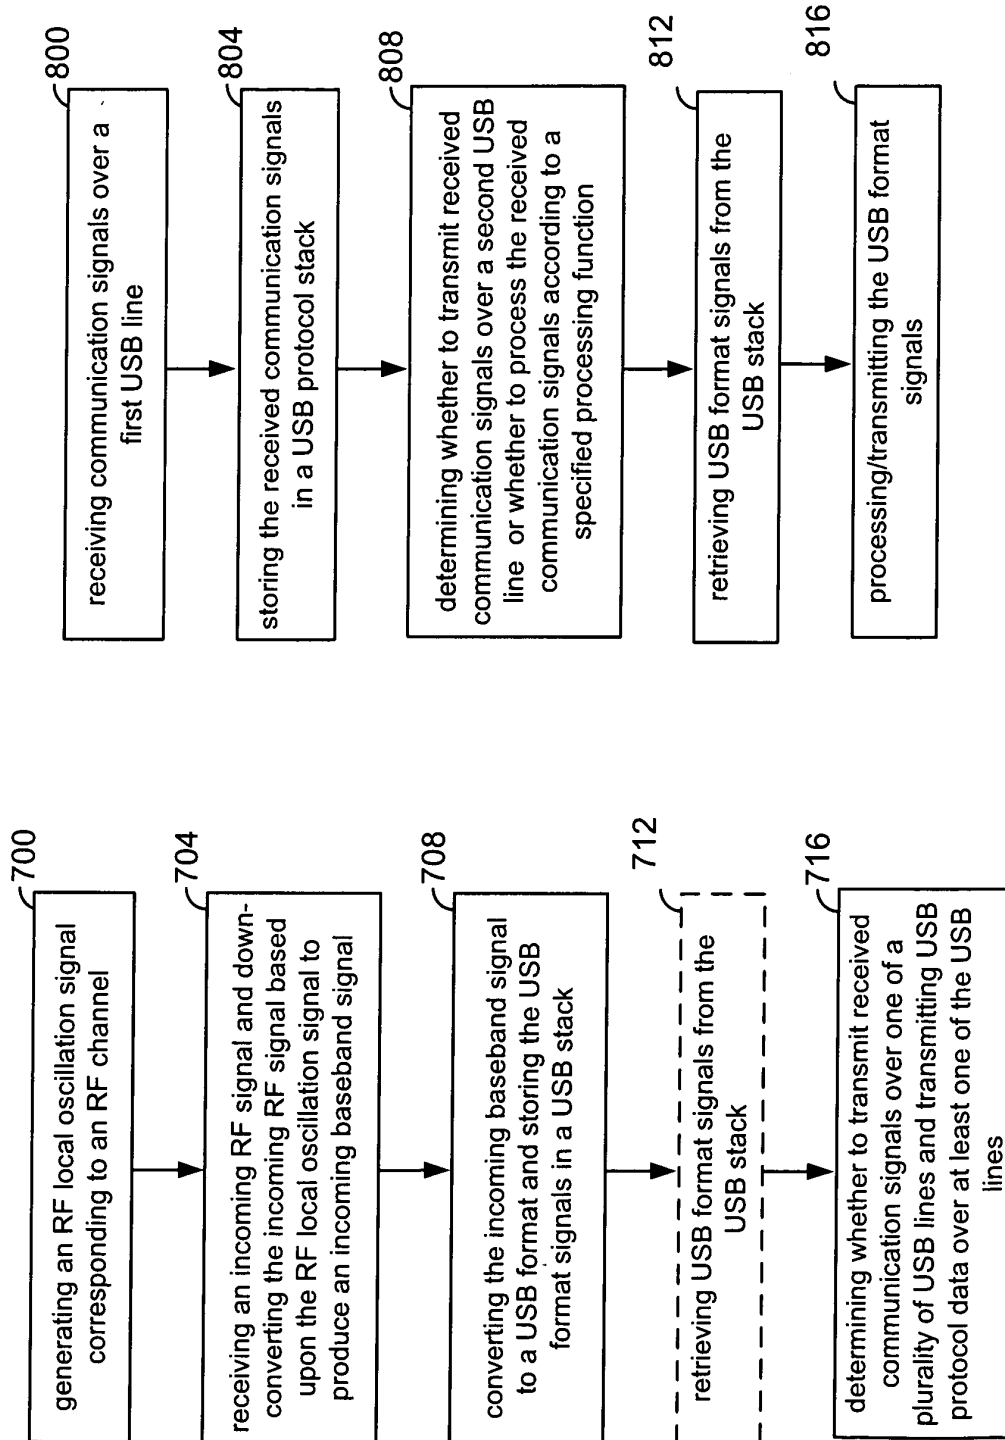 700
generating an RF local oscillation signal
corresponding to an RF channel
704
receiving an incoming RF signal and down-
converting the incoming RF signal based
upon the RF local oscillation signal to
produce an incoming baseband signal
708
converting the incoming baseband signal
to a USB format and storing the USB
format signals in a USB stack
712
retrieving USB format signals from the
USB stack
716
determining whether to transmit received
communication signals over one of a
plurality of USB lines and transmitting USB
protocol data over at least one of the USB
lines
800
receiving communication signals over a
first USB line
804
storing the received communication signals
in a USB protocol stack
808
determining whether to transmit received
communication signals over a second USB
line or whether to process the received
communication signals according to a
specified processing function
812
retrieving USB format signals from the
USB stack
816
processing/transmitting the USB format
signals